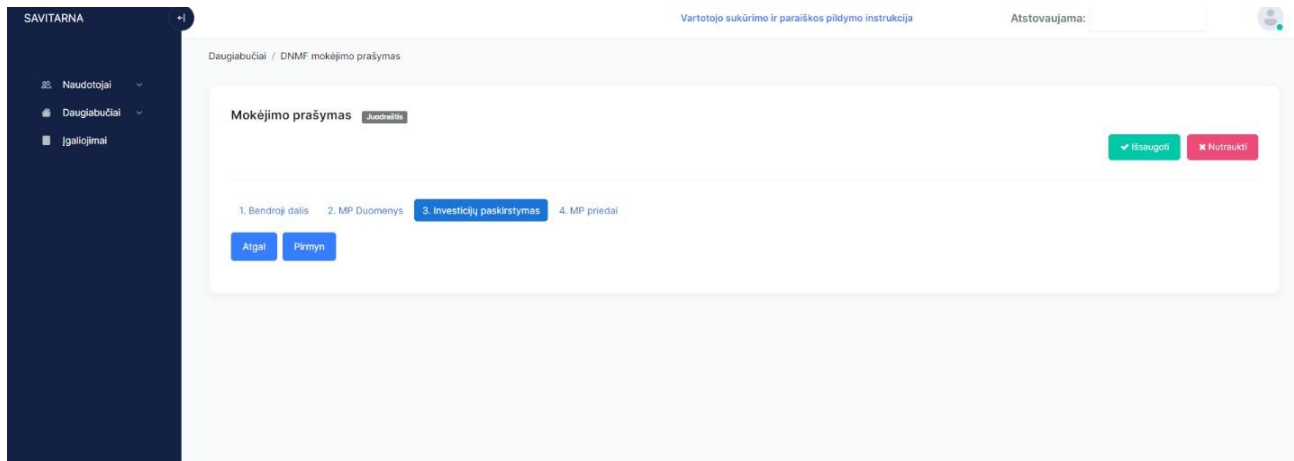 SAVITARNA
Vartotojo sukūrimo ir paraiškos pildymo instrukcija
Atstovaujama:
Daugiabučiai / DNMF mokėjimo prašymas
Naudotojai
Daugiabučiai
Įgaliojimai
Mokėjimo prašymas Juodraštis
Išsaugoti Nutraukti
1. Bendroji dalis 2. MP Duomenys 3. Investicijų paskirstymas 4. MP priedai
Atgal Pirmyn